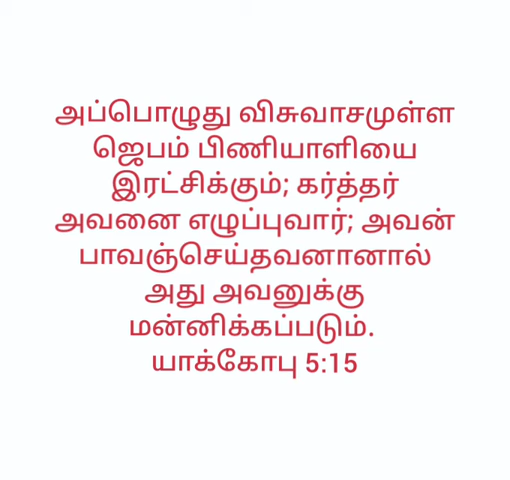 அப்பொழுது விசுவாசமுள்ள
ஜெபம் பிணியாளியை
இரட்சிக்கும்; கர்த்தர்
அவனை எழுப்புவார்; அவன்
பாவஞ்செய்தவனானால்
அது அவனுக்கு
மன்னிக்கப்படும்.
யாக்கோபு 5:15